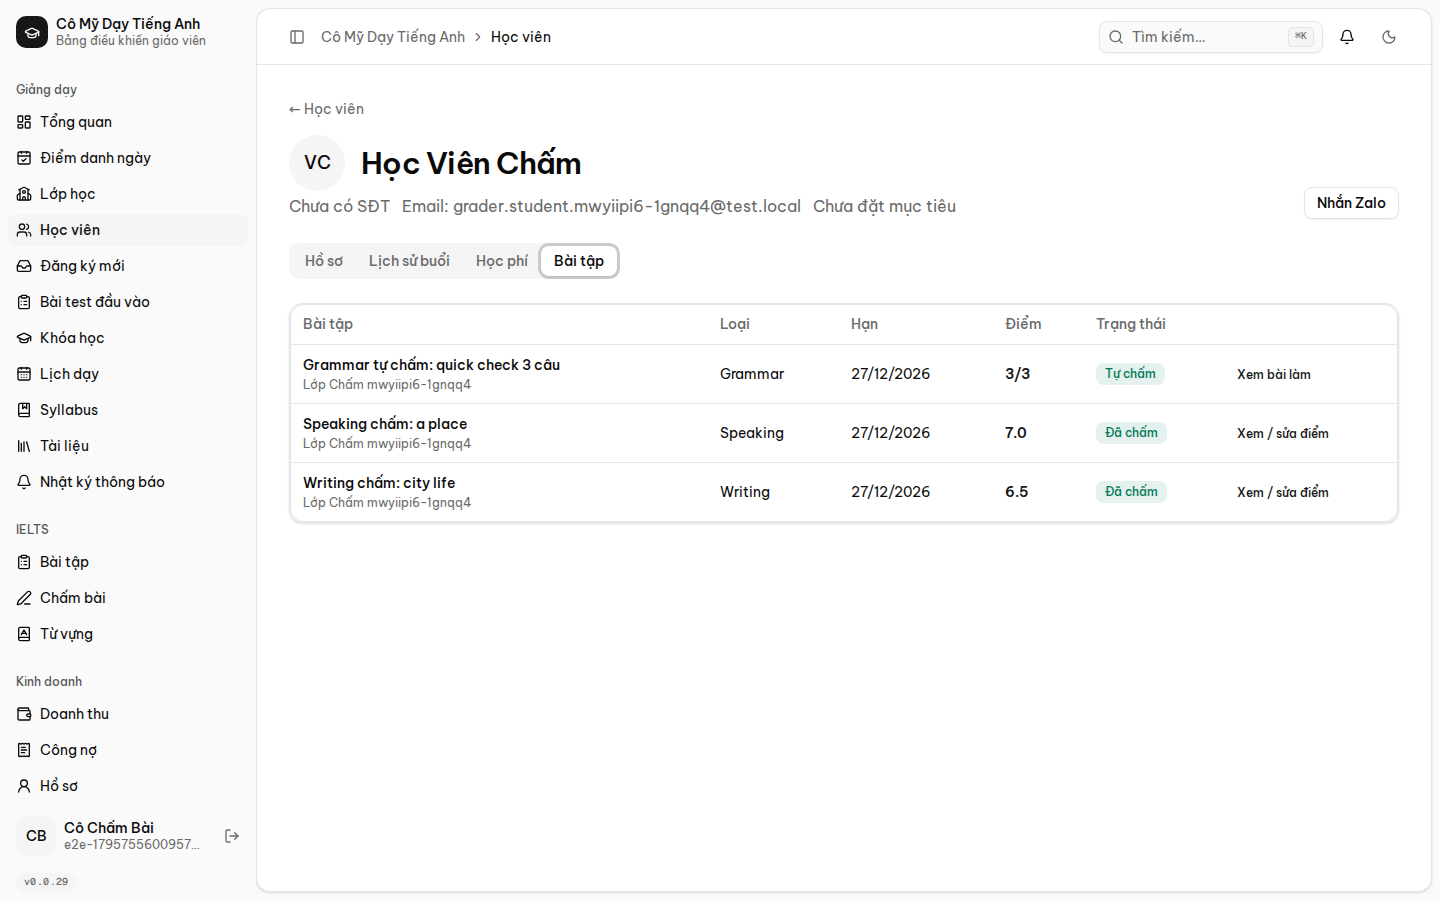 Cô Mỹ Dạy Tiếng Anh
Bảng điều khiển giáo viên
Giảng dạy
Tổng quan
Điểm danh ngày
Lớp học
Học viên
Đăng ký mới
Bài test đầu vào
Khóa học
Lịch dạy
Syllabus
Tài liệu
Nhật ký thông báo
IELTS
Bài tập
Chấm bài
Từ vựng
Kinh doanh
Doanh thu
Công nợ
Hồ sơ
CB
Cô Chấm Bài
e2e-1795755600957...
v0.0.29
Cô Mỹ Dạy Tiếng Anh > Học viên
Tìm kiếm... ⌘K
← Học viên
VC Học Viên Chấm
Chưa có SĐT Email: grader.student.mwyiipi6-1gnqq4@test.local Chưa đặt mục tiêu
Nhắn Zalo
Hồ sơ Lịch sử buổi Học phí Bài tập
Bài tập Loại Hạn Điểm Trạng thái
Grammar tự chấm: quick check 3 câu
Lớp Chấm mwyiipi6-1gnqq4
Grammar 27/12/2026 3/3 Tự chấm Xem bài làm
Speaking chấm: a place
Lớp Chấm mwyiipi6-1gnqq4
Speaking 27/12/2026 7.0 Đã chấm Xem / sửa điểm
Writing chấm: city life
Lớp Chấm mwyiipi6-1gnqq4
Writing 27/12/2026 6.5 Đã chấm Xem / sửa điểm